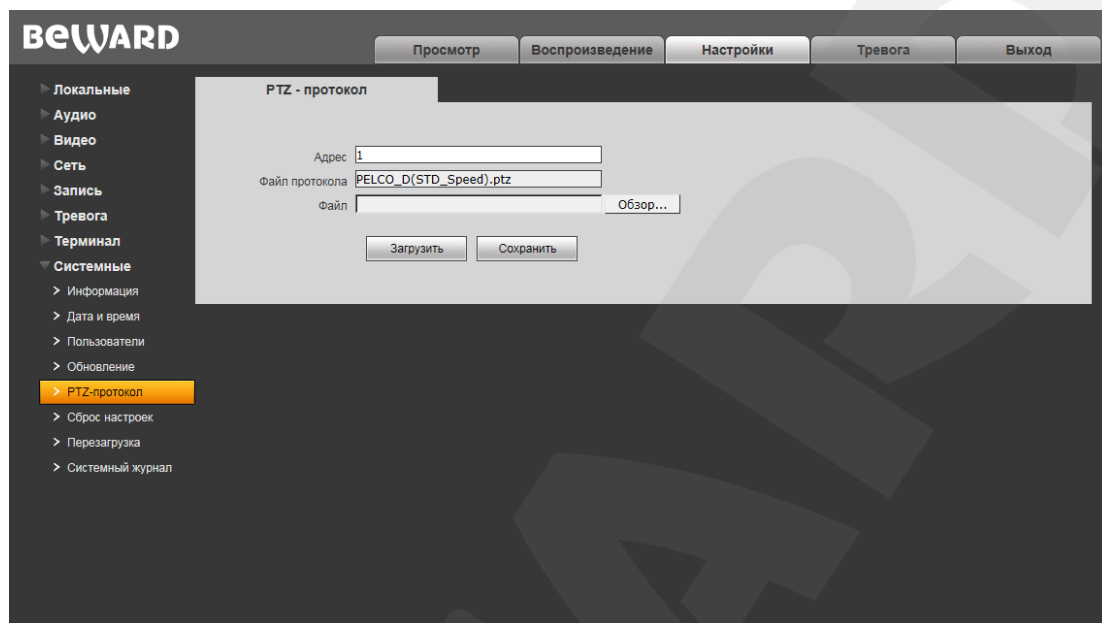 BEWARD
Просмотр Воспроизведение Настройки Тревога Выход
Локальные
Аудио
Видео
Сеть
Запись
Тревога
Терминал
Системные
Информация
Дата и время
Пользователи
Обновление
PTZ-протокол
Сброс настроек
Перезагрузка
Системный журнал
PTZ - протокол
Адрес 1
Файл протокола PELCO_D(STD_Speed).ptz
Файл Обзор...
Загрузить Сохранить